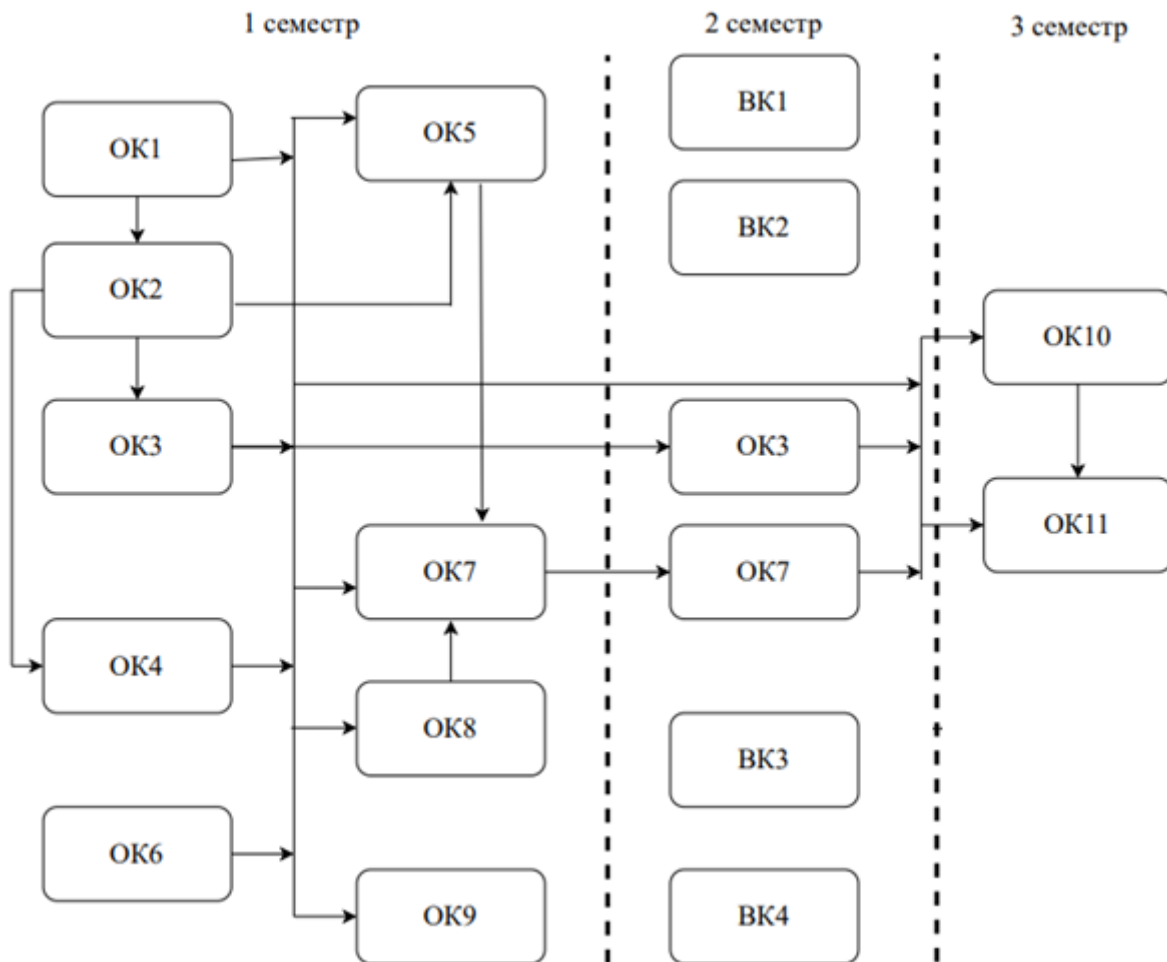 1 семестр
2 семестр
3 семестр
ОК1
ОК5
ВК1
ОК2
ВК2
ОК10
ОК3
ОК3
ОК11
ОК7
ОК7
ОК4
ОК8
ВК3
ОК6
ОК9
ВК4